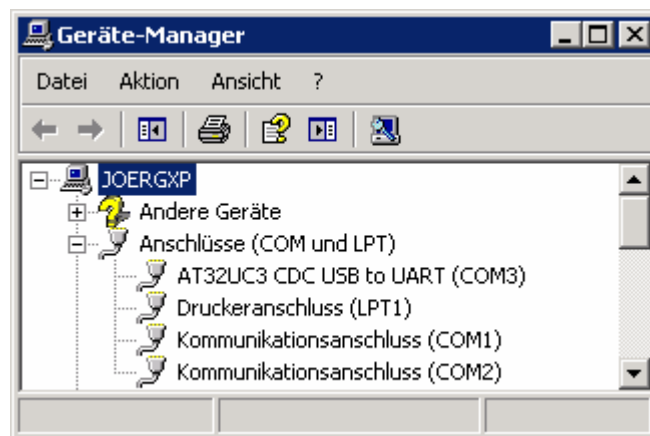 Geräte-Manager
Datei Aktion Ansicht ?
JOERGXP
Andere Geräte
Anschlüsse (COM und LPT)
AT32UC3 CDC USB to UART (COM3)
Druckeranschluss (LPT1)
Kommunikationsanschluss (COM1)
Kommunikationsanschluss (COM2)